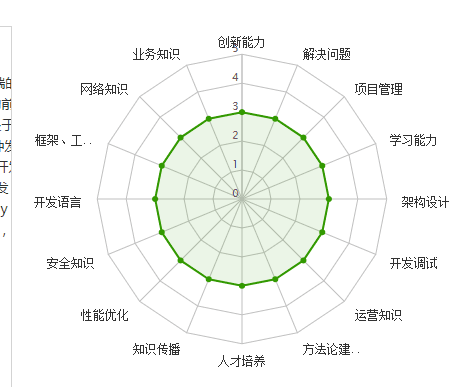 创新能力
5
业务知识
解决问题
4
网络知识
项目管理
3
框架、工..
学习能力
2
1
开发语言
0
架构设计
y
,
安全知识
开发调试
性能优化
运营知识
知识传播
方法论建..
人才培养